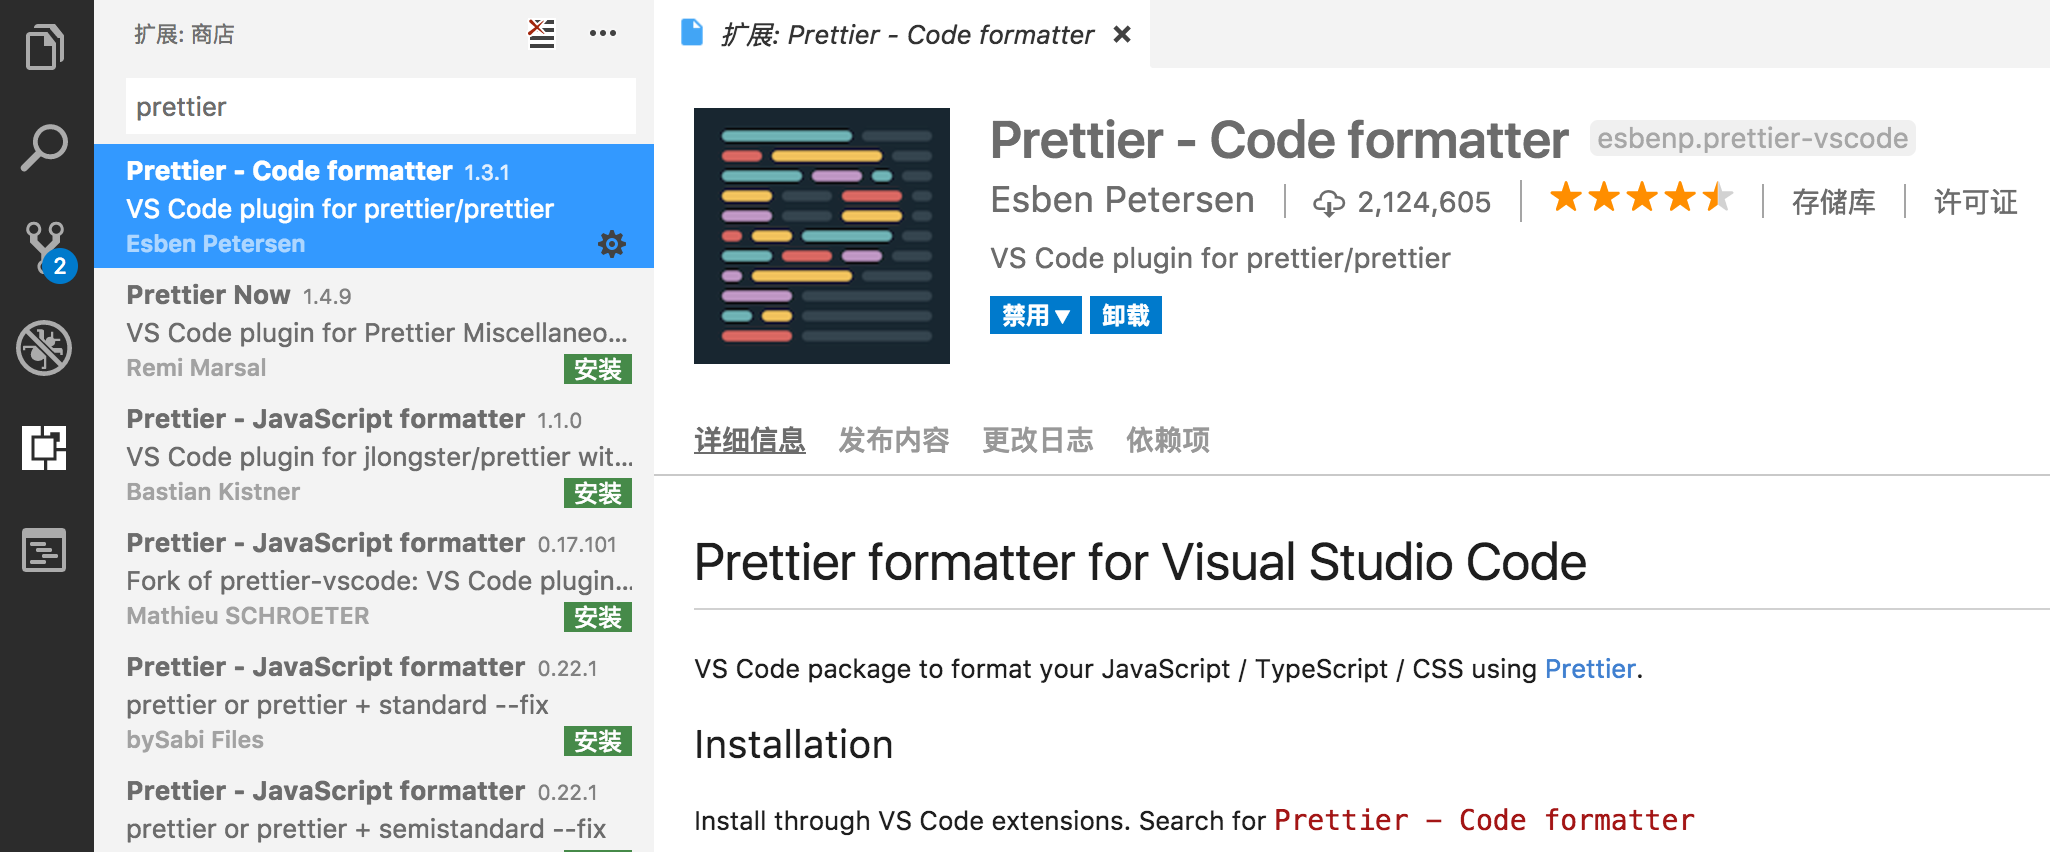 扩展: 商店
prettier
Prettier - Code formatter 1.3.1
VS Code plugin for prettier/prettier
Esben Petersen
2
Prettier Now 1.4.9
VS Code plugin for Prettier Miscellaneo...
Remi Marsal
安装
Prettier - JavaScript formatter 1.1.0
VS Code plugin for jlongster/prettier wit...
Bastian Kistner
安装
Prettier - JavaScript formatter 0.17.101
Fork of prettier-vscode: VS Code plugin...
Mathieu SCHROETER
安装
Prettier - JavaScript formatter 0.22.1
prettier or prettier + standard --fix
bySabi Files
安装
Prettier - JavaScript formatter 0.22.1
prettier or prettier + semistandard --fix
扩展: Prettier - Code formatter
Prettier - Code formatter esbenp.prettier-vscode
Esben Petersen 2,124,605 存储库 许可证
VS Code plugin for prettier/prettier
禁用 卸载
详细信息 发布内容 更改日志 依赖项
Prettier formatter for Visual Studio Code
VS Code package to format your JavaScript / TypeScript / CSS using Prettier.
Installation
Install through VS Code extensions. Search for Prettier - Code formatter